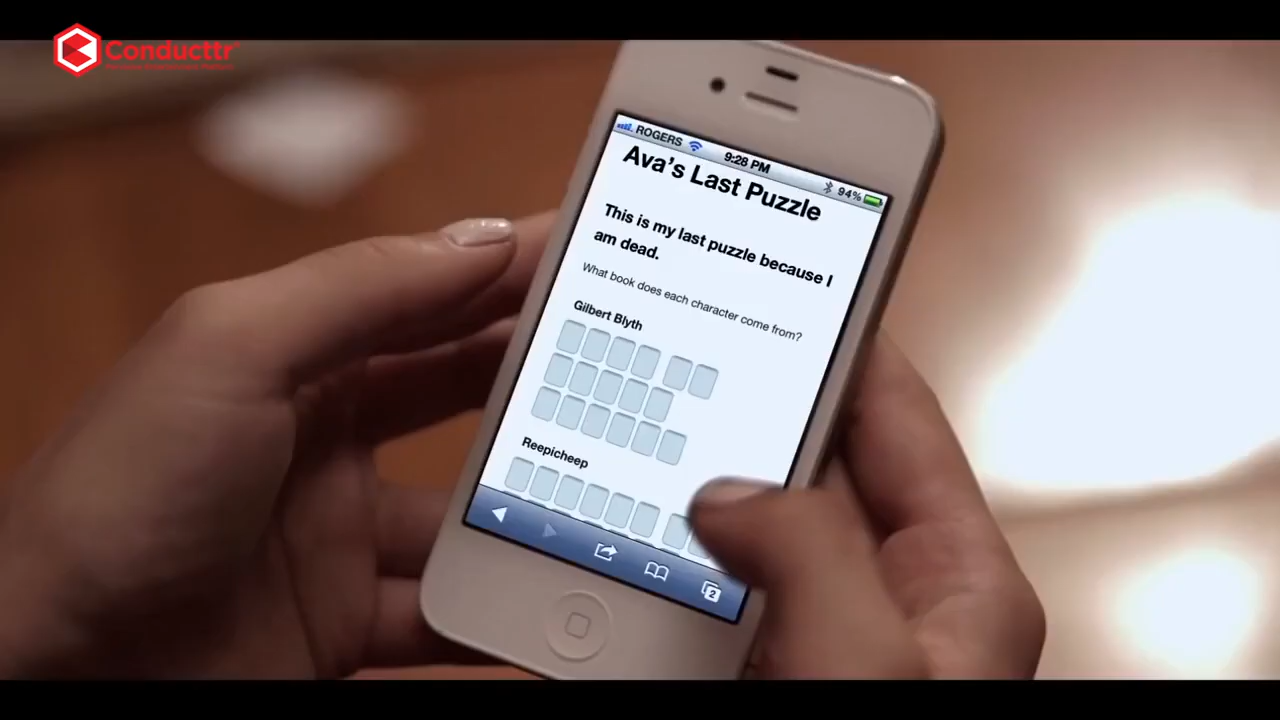 Conducttr
ROGERS 9:28 PM 94%
Ava's Last Puzzle
This is my last puzzle because I
am dead.
What book does each character come from?
Gilbert Blyth
Reepicheep
2